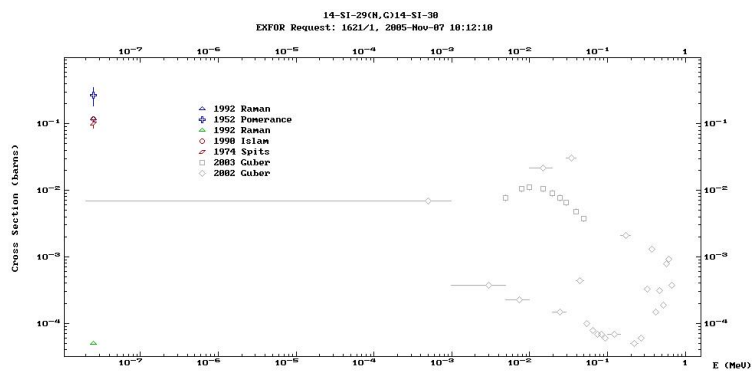 14-SI-29(N,G)14-SI-30
EXFOR Request: 1621/1, 2005-Nov-07 10:12:10
10⁻⁷ 10⁻⁶ 10⁻⁵ 10⁻⁴ 10⁻³ 10⁻² 10⁻¹ 1
1992 Raman
1952 Pomerance
1992 Raman
1990 Islam
1974 Spits
2003 Guber
2002 Guber
Cross Section (barns)
10⁻¹ 10⁻¹
10⁻² 10⁻²
10⁻³ 10⁻³
10⁻⁴ 10⁻⁴
10⁻⁷ 10⁻⁶ 10⁻⁵ 10⁻⁴ 10⁻³ 10⁻² 10⁻¹ 1
E (MeV)